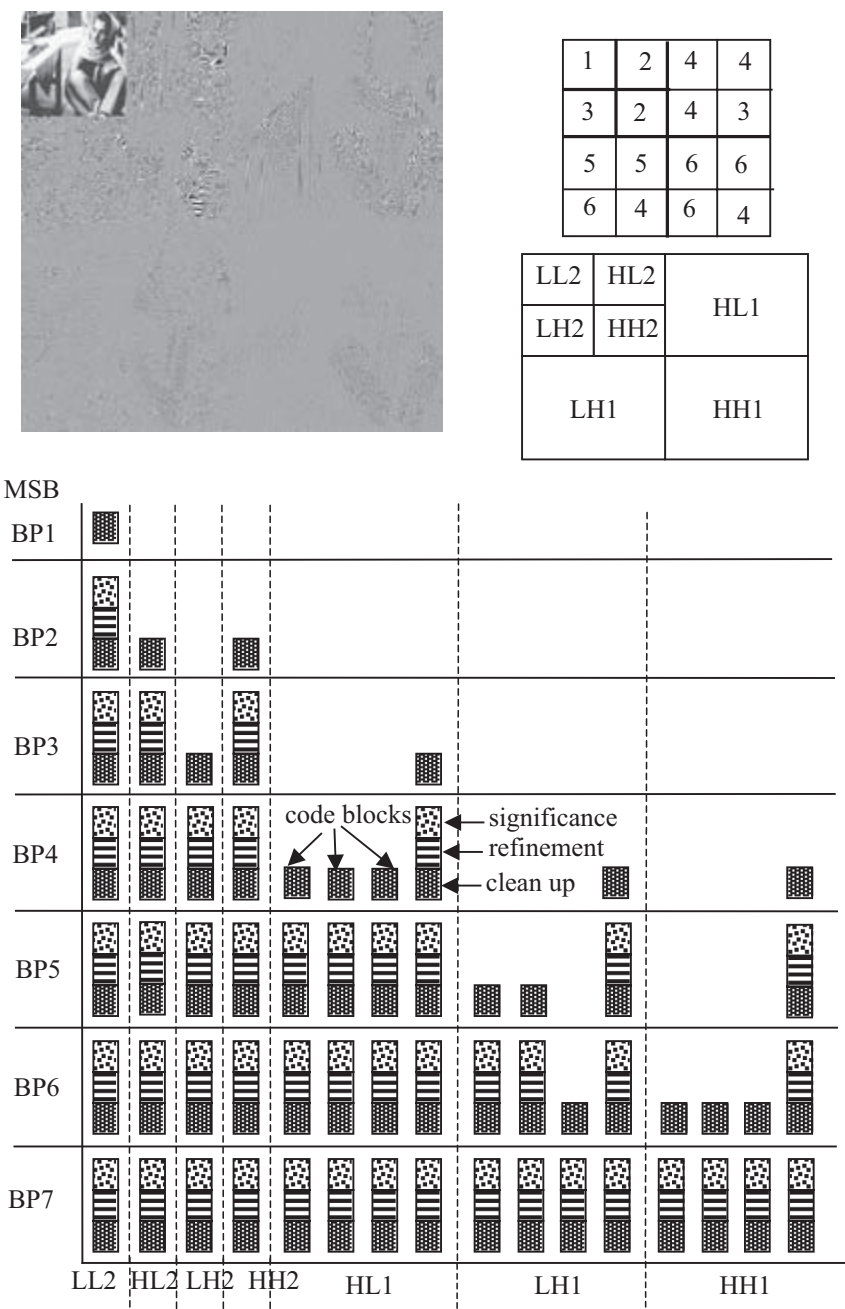 1 2 4 4
3 2 4 3
5 5 6 6
6 4 6 4
LL2 HL2
HL1
LH2 HH2
LH1 HH1
MSB
BP1
BP2
BP3
BP4
code blocks
significance
refinement
clean up
BP5
BP6
BP7
LL2 HL2 LH2 HH2 HL1 LH1 HH1